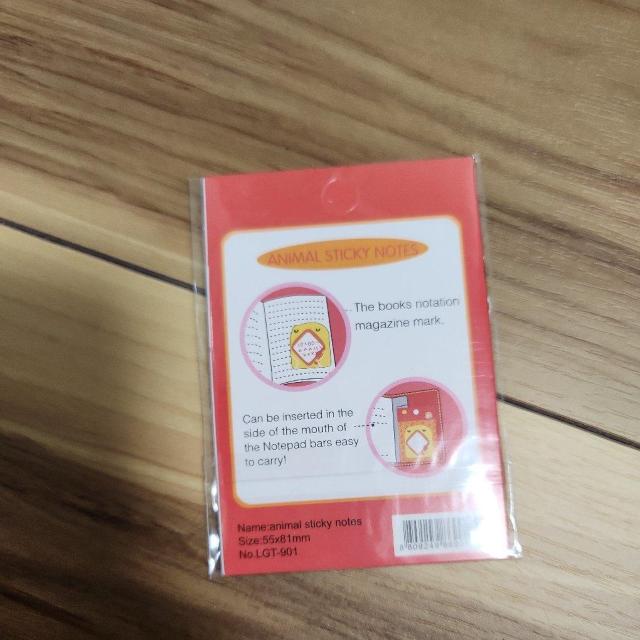 ANIMAL STICKY NOTES
The books notation
magazine mark.
Can be inserted in the
side of the mouth of
the Notepad bars easy
to carry!
Name:animal sticky notes
Size:55x81mm
No.LGT-901